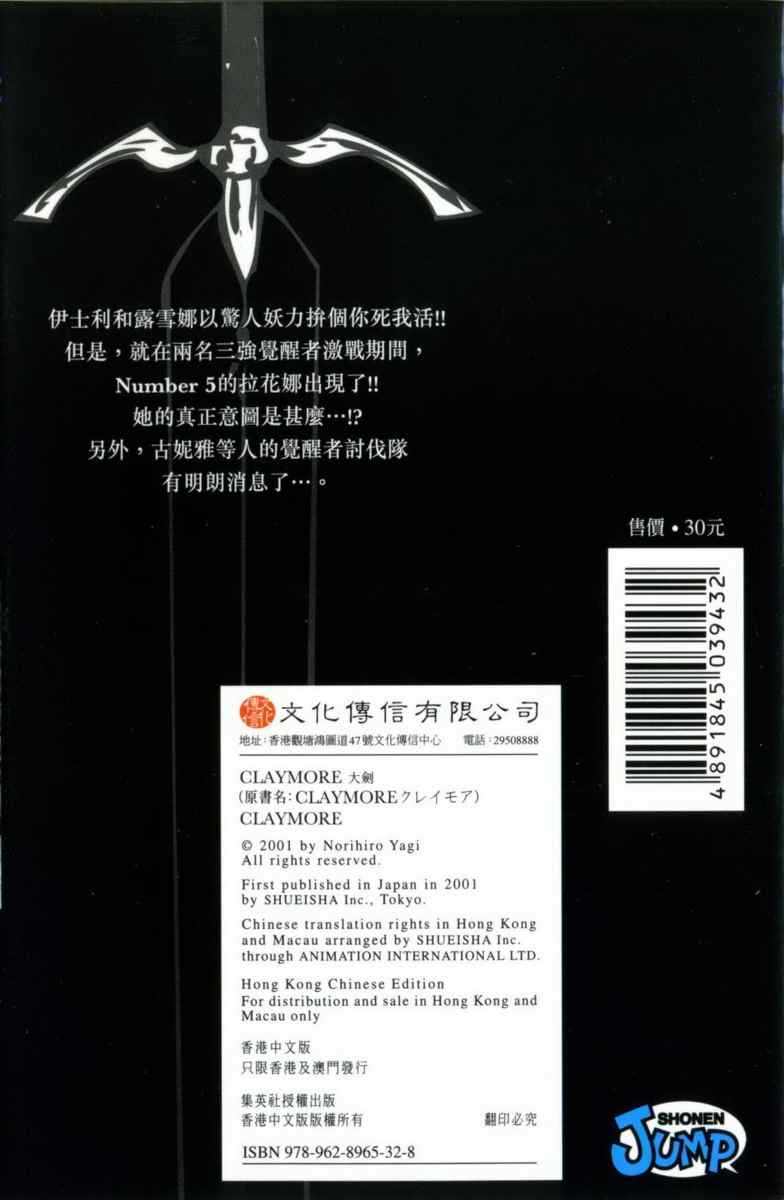 伊士利和露雪娜以驚人妖力拚個你死我活!!
但是，就在兩名三強覺醒者激戰期間，
Number 5的拉花娜出現了!!
她的真正意圖是甚麼…!?
另外，古妮雅等人的覺醒者討伐隊
有明朗消息了…。
售價・30元
4 891845 039432
傳文信化
文化傳信有限公司
地址：香港觀塘鴻圖道47號文化傳信中心 電話：29508888
CLAYMORE 大劍
(原書名：CLAYMOREクレイモア)
CLAYMORE
© 2001 by Norihiro Yagi
All rights reserved.
First published in Japan in 2001
by SHUEISHA Inc., Tokyo.
Chinese translation rights in Hong Kong
and Macau arranged by SHUEISHA Inc.
through ANIMATION INTERNATIONAL LTD.
Hong Kong Chinese Edition
For distribution and sale in Hong Kong and
Macau only
香港中文版
只限香港及澳門發行
集英社授權出版
香港中文版版權所有 翻印必究
ISBN 978-962-8965-32-8
SHONEN
JUMP